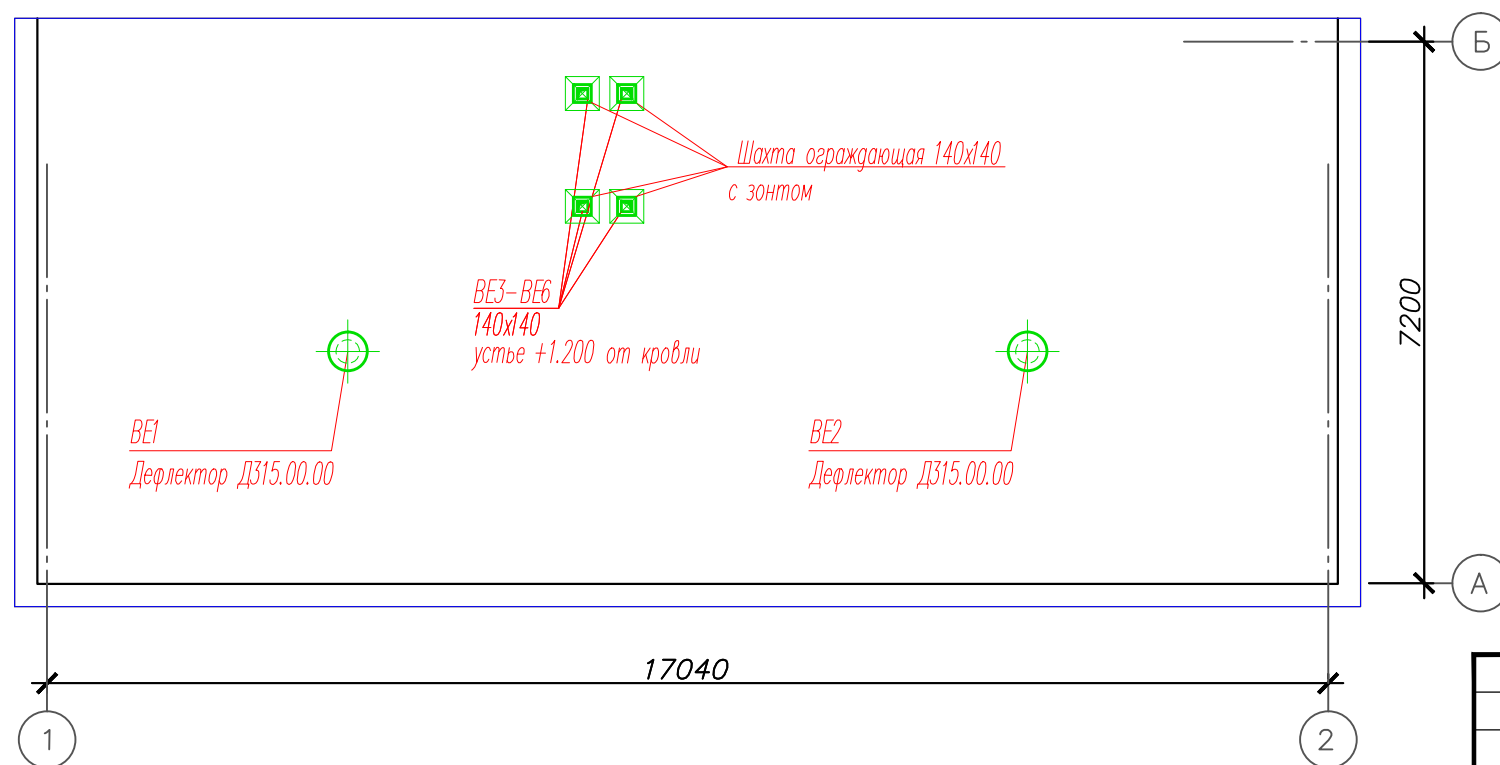 Б
Шахта ограждающая 140х140
с зонтом
ВЕ3-ВЕ6
140х140
устье +1.200 от кровли
7200
ВЕ1
Дефлектор Д315.00.00
ВЕ2
Дефлектор Д315.00.00
А
17040
1
2